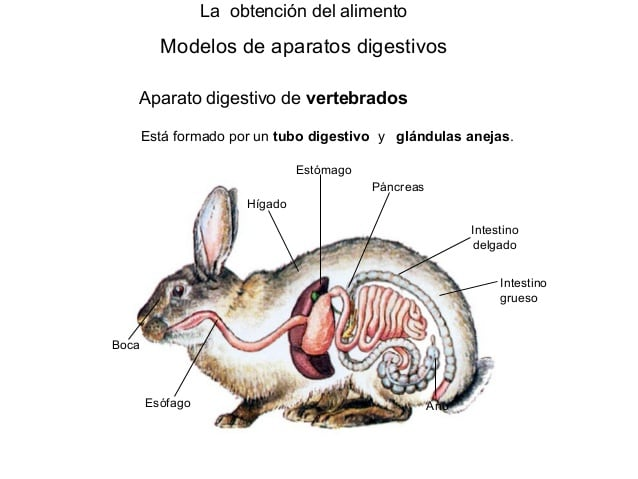 La obtención del alimento
Modelos de aparatos digestivos
Aparato digestivo de vertebrados
Está formado por un tubo digestivo y glándulas anejas.
Estómago
Páncreas
Hígado
Intestino
delgado
Intestino
grueso
Boca
Esófago
Ano